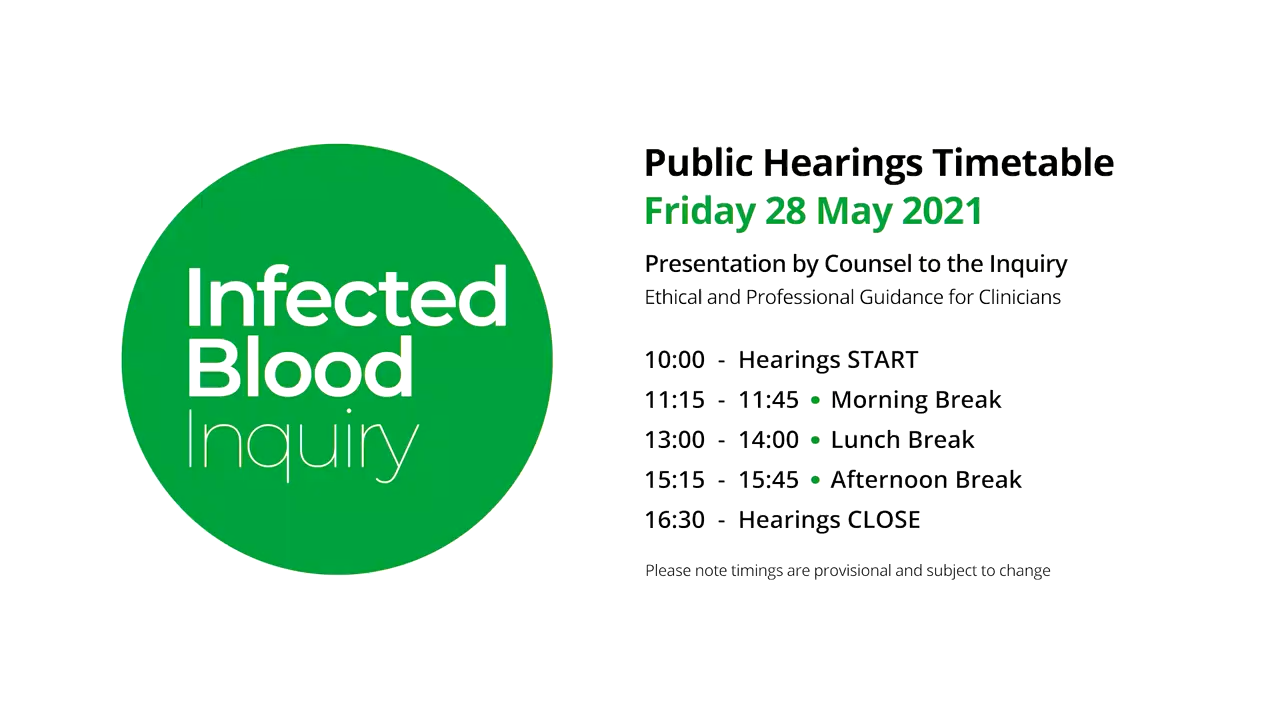 Infected
Blood
Inquiry
Public Hearings Timetable
Friday 28 May 2021
Presentation by Counsel to the Inquiry
Ethical and Professional Guidance for Clinicians
10:00 - Hearings START
11:15 - 11:45 • Morning Break
13:00 - 14:00 • Lunch Break
15:15 - 15:45 • Afternoon Break
16:30 - Hearings CLOSE
Please note timings are provisional and subject to change